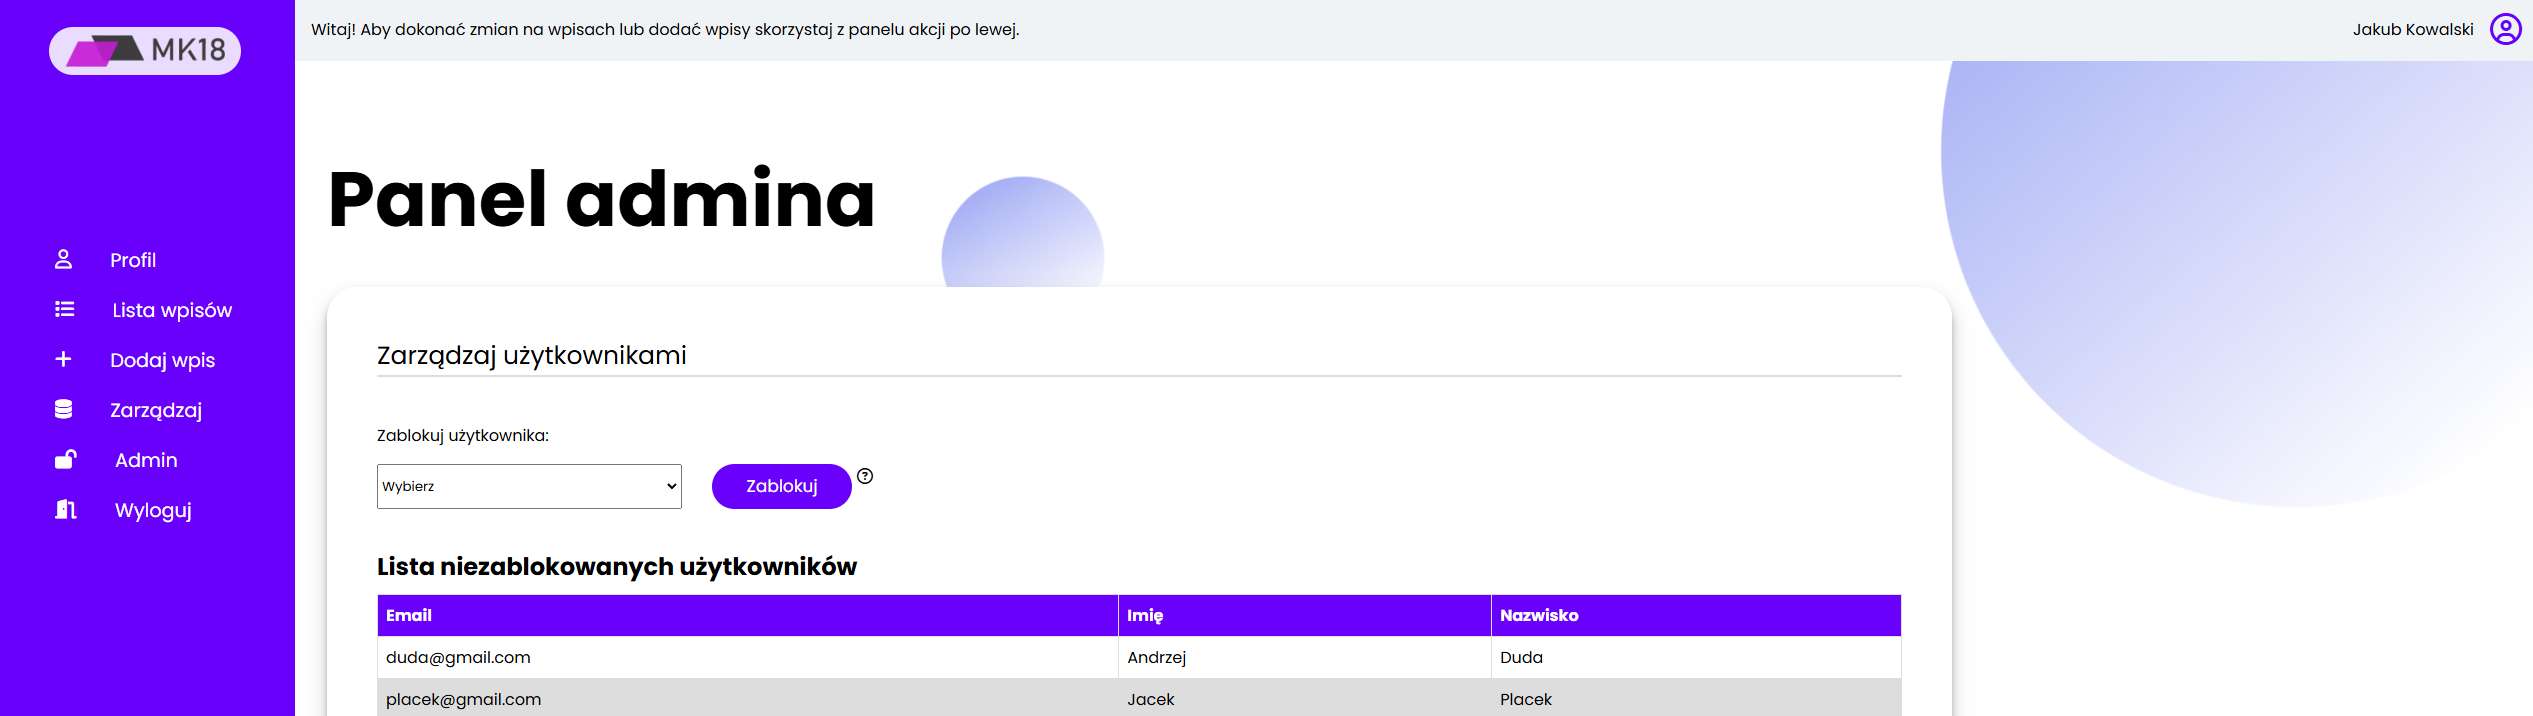 MK18
Witaj! Aby dokonać zmian na wpisach lub dodać wpisy skorzystaj z panelu akcji po lewej.
Jakub Kowalski
Profil
Lista wpisów
Dodaj wpis
Zarządzaj
Admin
Wyloguj
Panel admina
Zarządzaj użytkownikami
Zablokuj użytkownika:
Wybierz
Zablokuj
?
Lista niezablokowanych użytkowników
Email Imię Nazwisko
duda@gmail.com Andrzej Duda
placek@gmail.com Jacek Placek